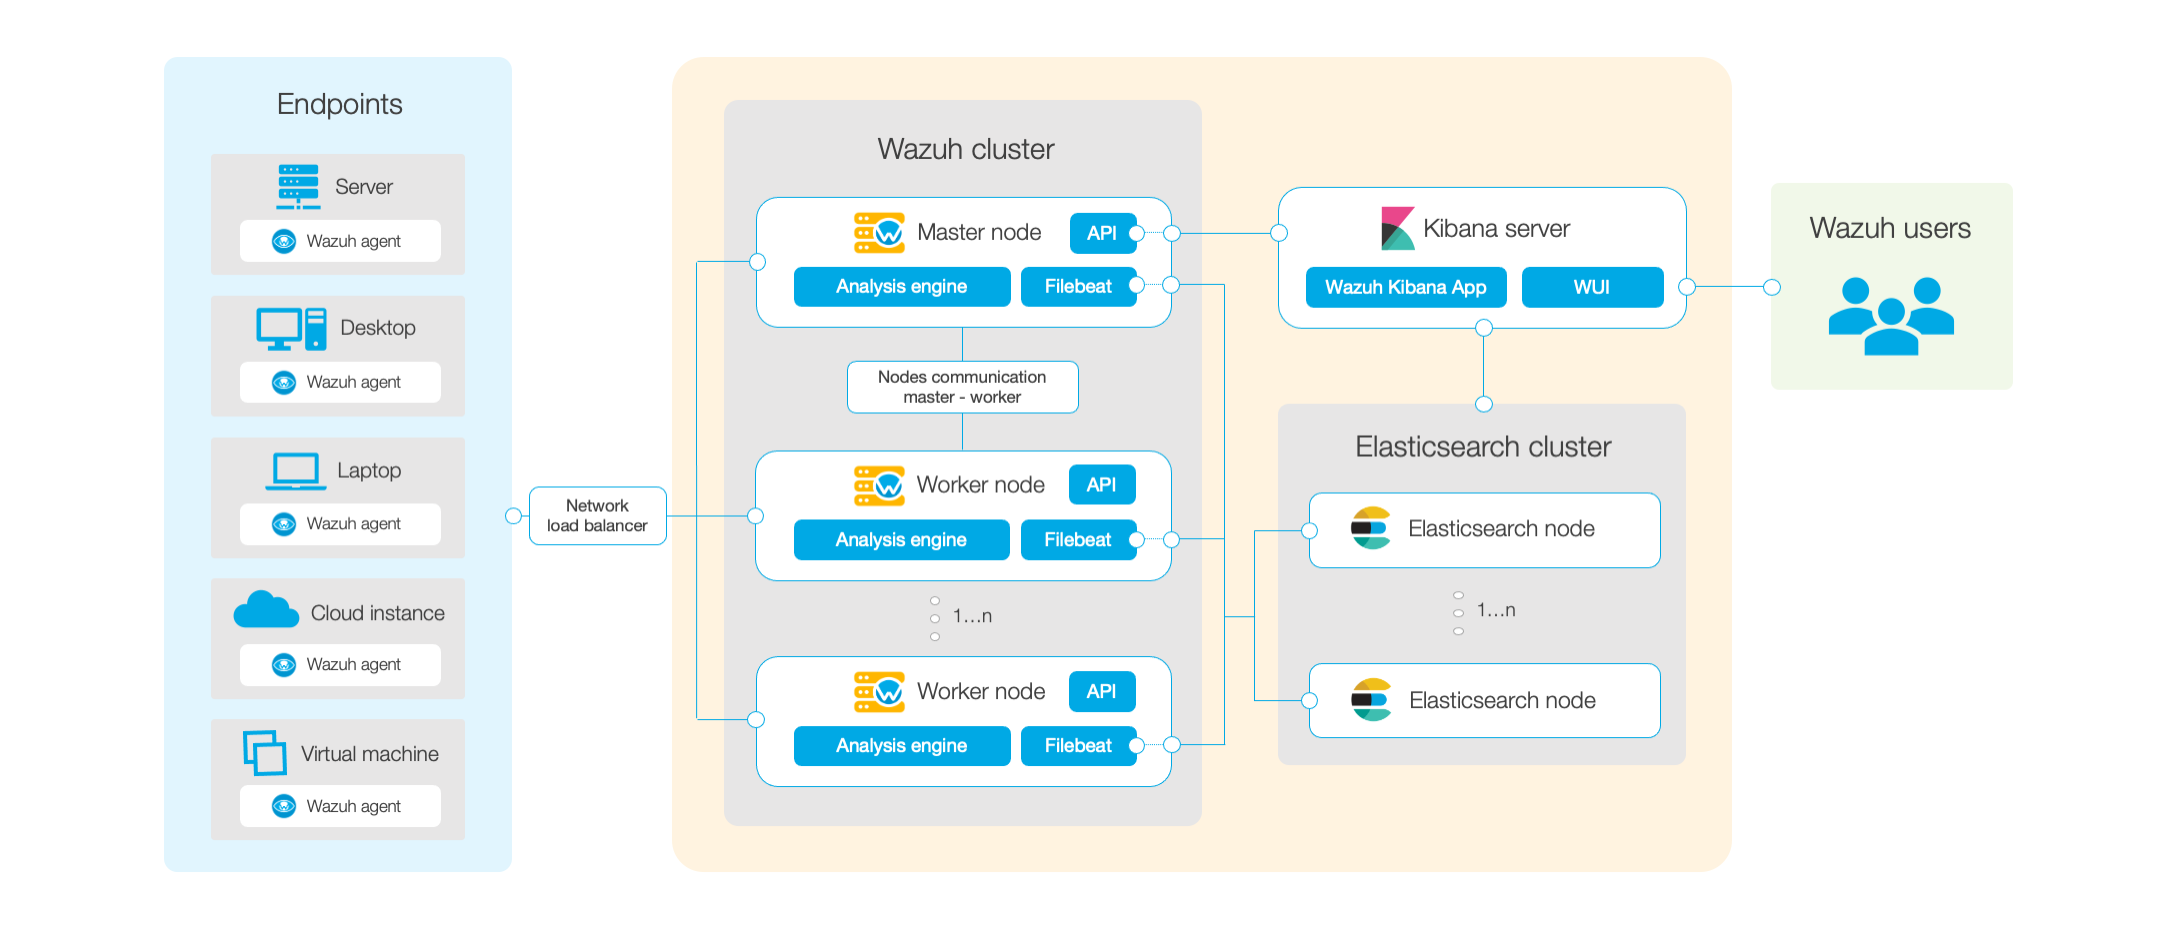 Endpoints
Server
Wazuh agent
Desktop
Wazuh agent
Laptop
Wazuh agent
Cloud instance
Wazuh agent
Virtual machine
Wazuh agent
Network
load balancer
Wazuh cluster
Master node
API
Analysis engine
Filebeat
Nodes communication
master - worker
Worker node
API
Analysis engine
Filebeat
1...n
Worker node
API
Analysis engine
Filebeat
Kibana server
Wazuh Kibana App
WUI
Elasticsearch cluster
Elasticsearch node
1...n
Elasticsearch node
Wazuh users